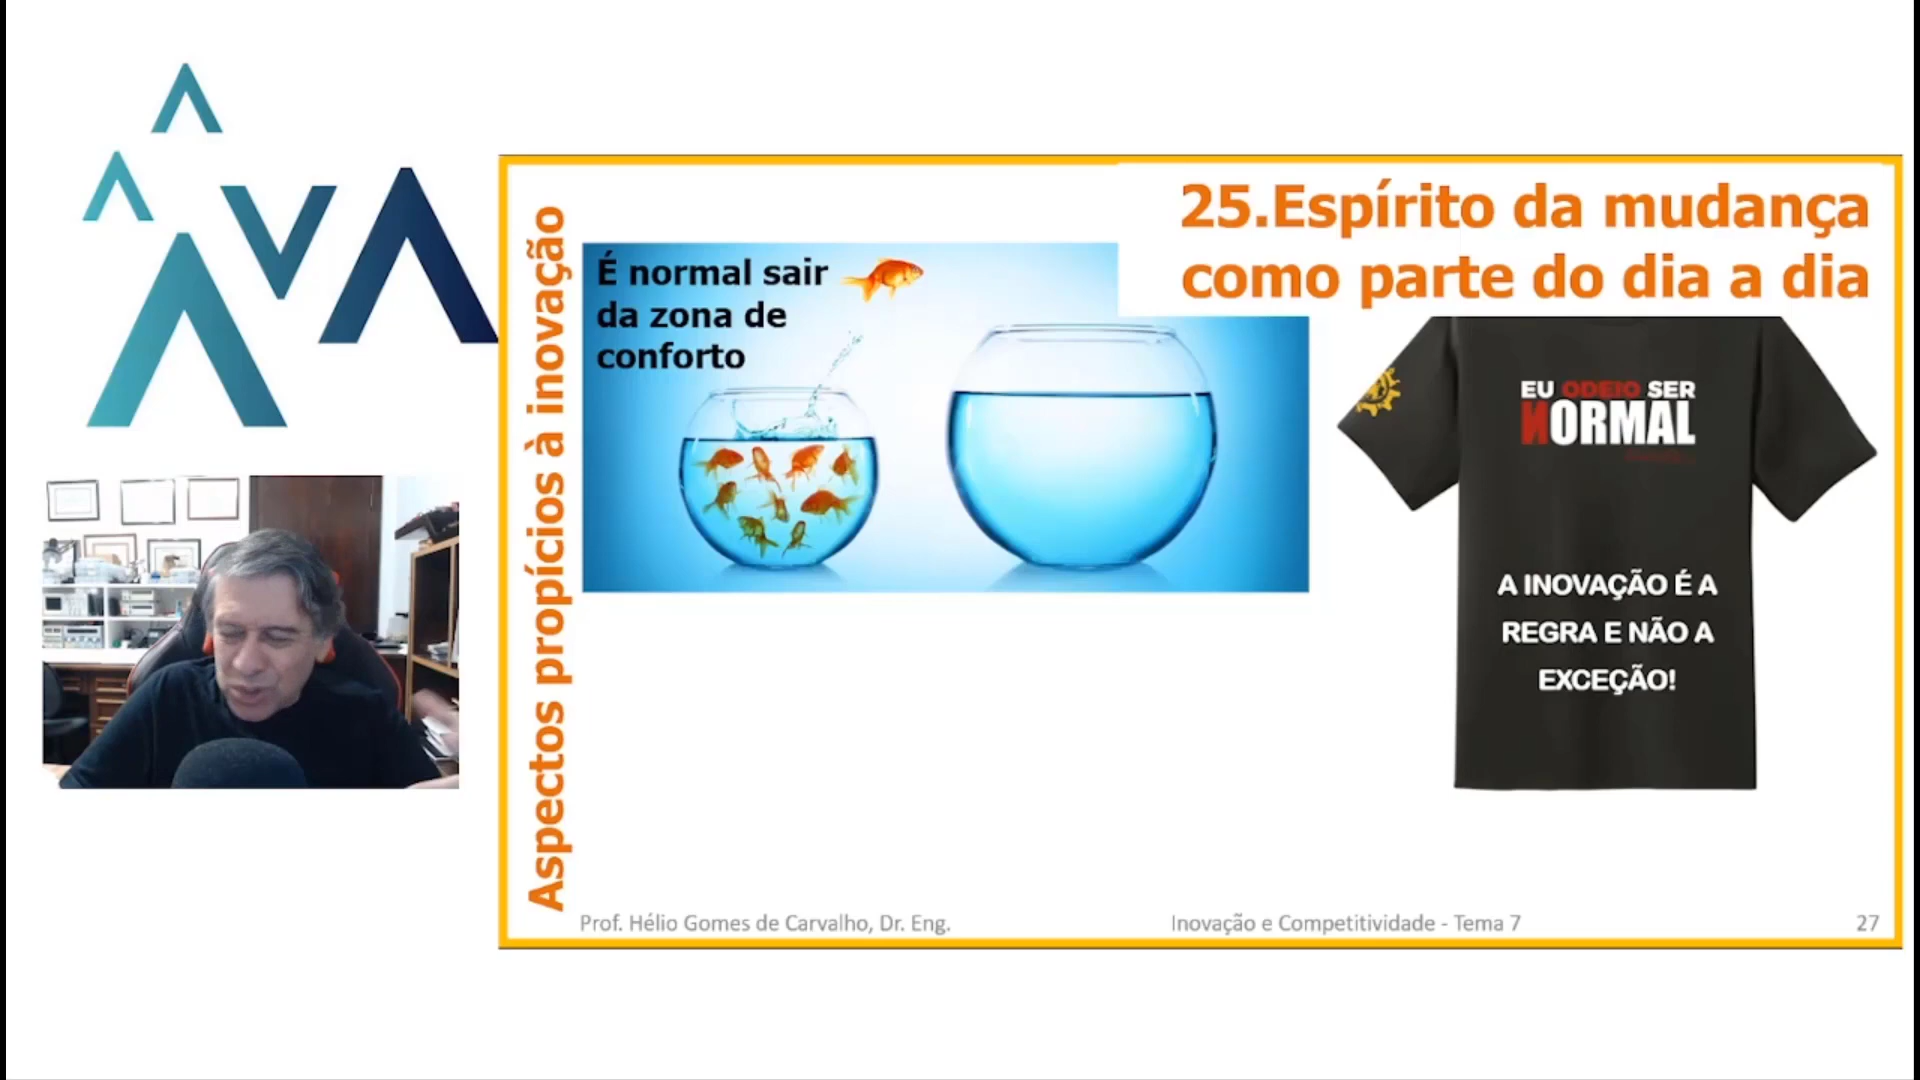 25.Espírito da mudança
como parte do dia a dia
Aspectos propícios à inovação
É normal sair
da zona de
conforto
EU ODEIO SER
NORMAL
A INOVAÇÃO É A
REGRA E NÃO A
EXCEÇÃO!
Prof. Hélio Gomes de Carvalho, Dr. Eng.
Inovação e Competitividade - Tema 7
27